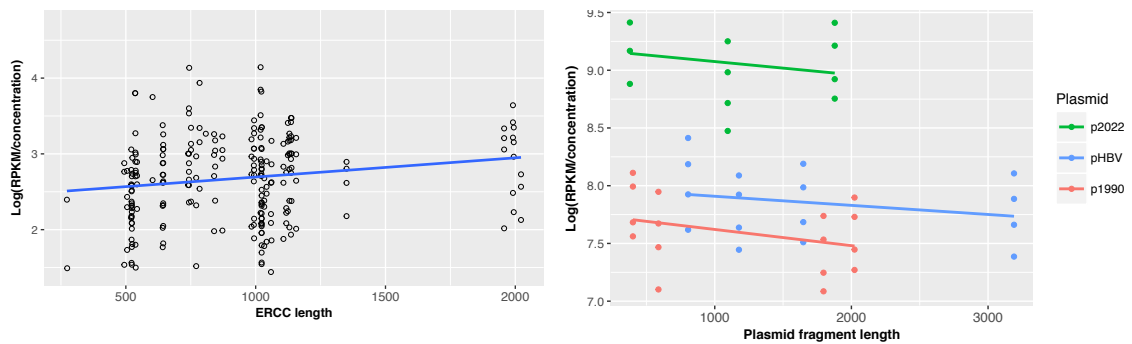 Log(RPKM/concentration)
4
3
2
500
1000
1500
2000
ERCC length
Log(RPKM/concentration)
9.5
9.0
8.5
8.0
7.5
7.0
1000
2000
3000
Plasmid fragment length
Plasmid
p2022
pHBV
p1990